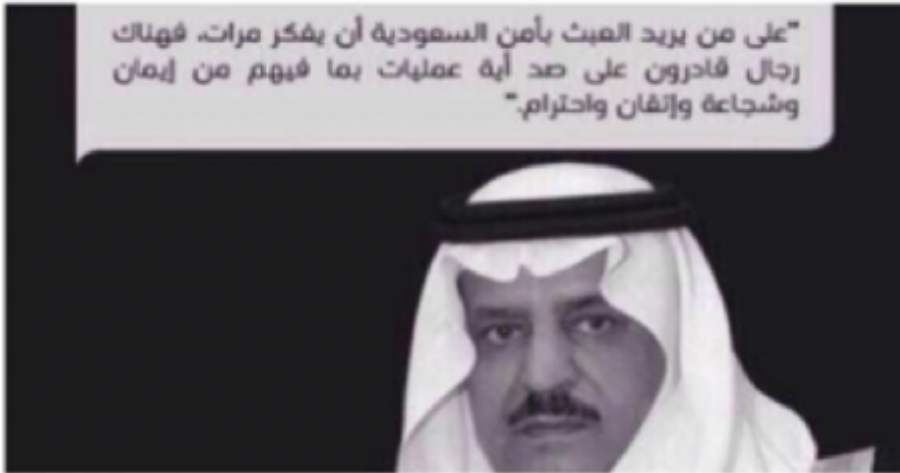 "على من يريد العبث بأمن السعودية أن يفكر مرات، فهناك
رجال قادرون على صد أية عمليات بما فيهم من إيمان
وشجاعة وإتقان واحترام."